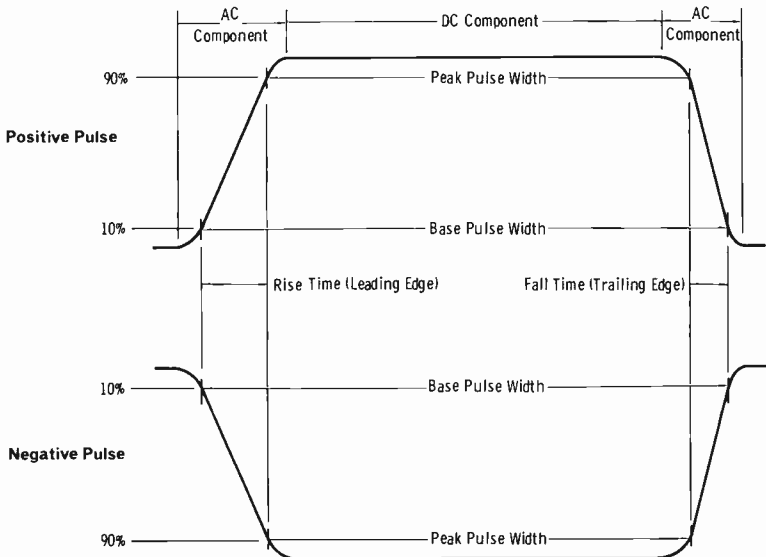 AC
Component
DC Component
AC
Component
90%
Peak Pulse Width
Positive Pulse
10%
Base Pulse Width
Rise Time (Leading Edge)
Fall Time (Trailing Edge)
10%
Base Pulse Width
Negative Pulse
90%
Peak Pulse Width